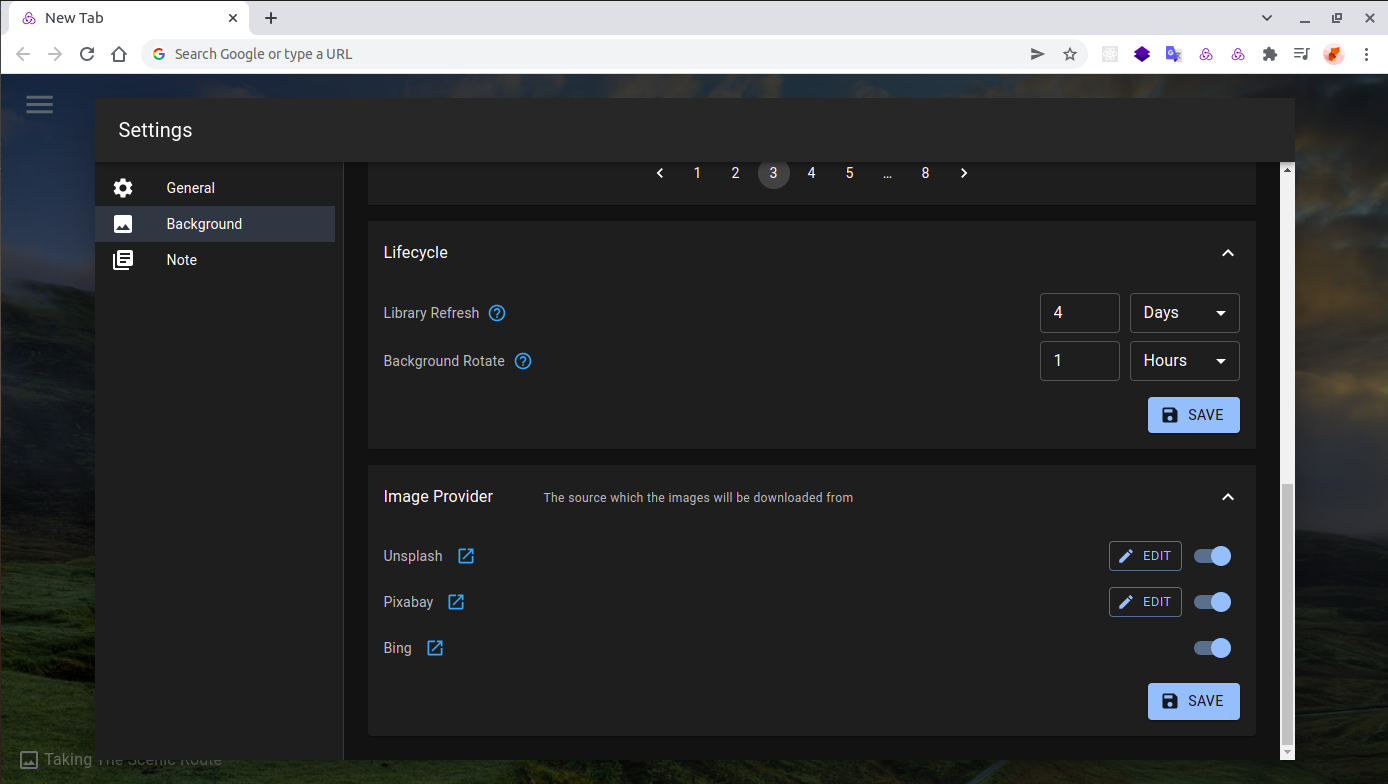 New Tab
Search Google or type a URL
Settings
General
Background
Note
1 2 3 4 5 ... 8
Lifecycle
Library Refresh 4 Days
Background Rotate 1 Hours
SAVE
Image Provider The source which the images will be downloaded from
Unsplash EDIT
Pixabay EDIT
Bing
SAVE
Taking The Scenic Route